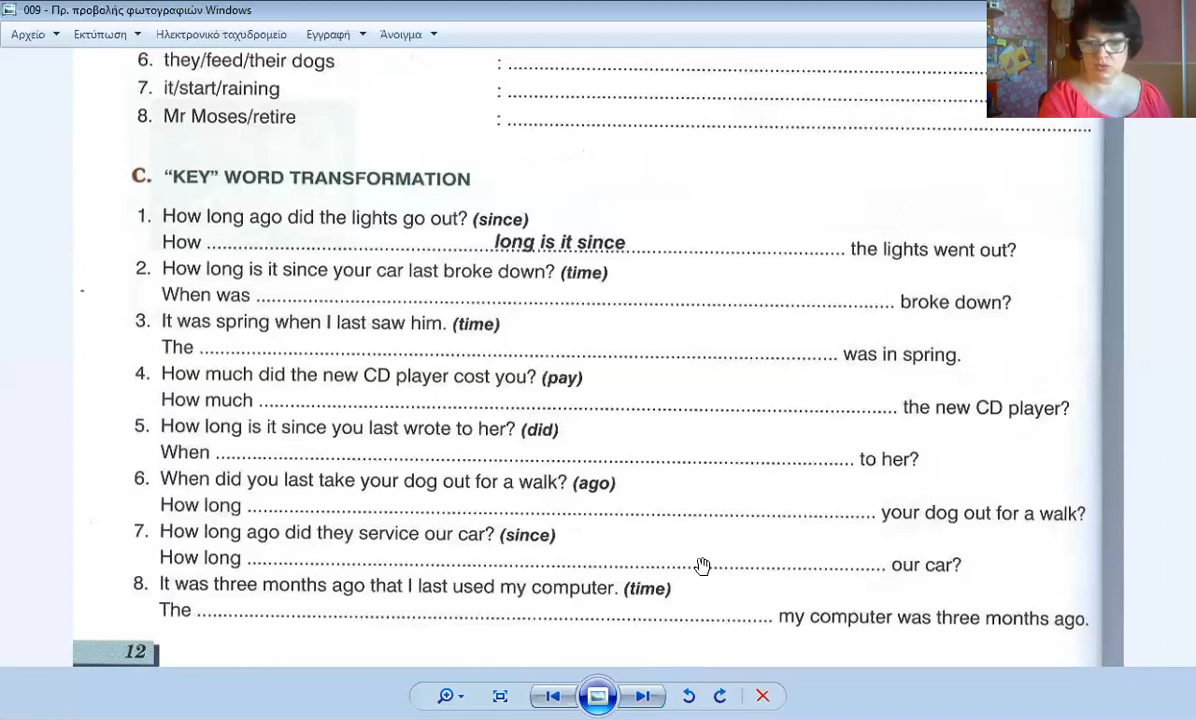 009 - Πρ. προβολής φωτογραφιών Windows
Αρχείο Εκτύπωση Ηλεκτρονικό ταχυδρομείο Εγγραφή Άνοιγμα
6. they/feed/their dogs : ........................................
7. it/start/raining : ........................................
8. Mr Moses/retire : ........................................
C. "KEY" WORD TRANSFORMATION
1. How long ago did the lights go out? (since)
How ........................ long is it since ........................ the lights went out?
2. How long is it since your car last broke down? (time)
When was ........................................ broke down?
3. It was spring when I last saw him. (time)
The ........................................ was in spring.
4. How much did the new CD player cost you? (pay)
How much ........................................ the new CD player?
5. How long is it since you last wrote to her? (did)
When ........................................ to her?
6. When did you last take your dog out for a walk? (ago)
How long ........................................ your dog out for a walk?
7. How long ago did they service our car? (since)
How long ........................................ our car?
8. It was three months ago that I last used my computer. (time)
The ........................................ my computer was three months ago.
12